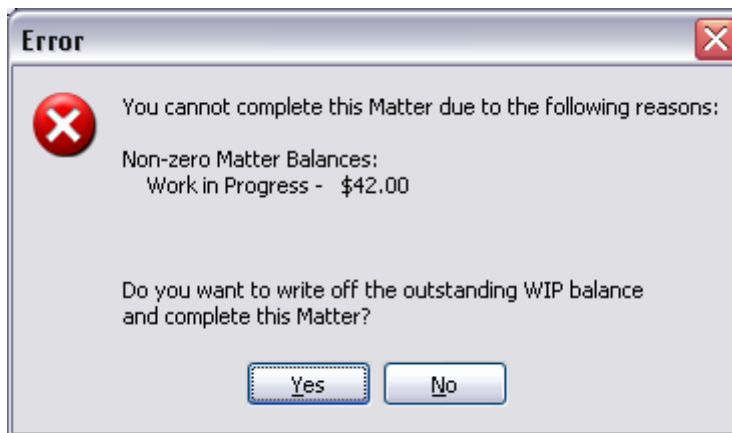 Error
You cannot complete this Matter due to the following reasons:
Non-zero Matter Balances:
Work in Progress - $42.00
Do you want to write off the outstanding WIP balance
and complete this Matter?
Yes No